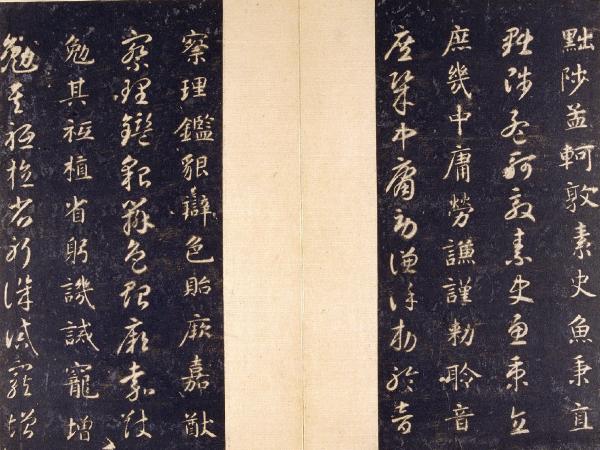 黜陟孟軻敦素史魚秉直
黜陟孟軻敦素史魚秉直
庶幾中庸勞謙謹勅聆音
庶幾中庸勞謙謹勅聆音
察理鑑貌辯色貽厥嘉猷
察理鑑貌辯色貽厥嘉猷
勉其祗植省躬譏誡寵增
勉其祗植省躬譏誡寵增